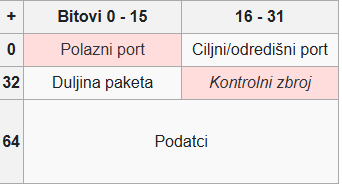 + Bitovi 0 - 15 16 - 31
0 Polazni port Ciljni/odredišni port
32 Duljina paketa Kontrolni zbroj
64 Podatci